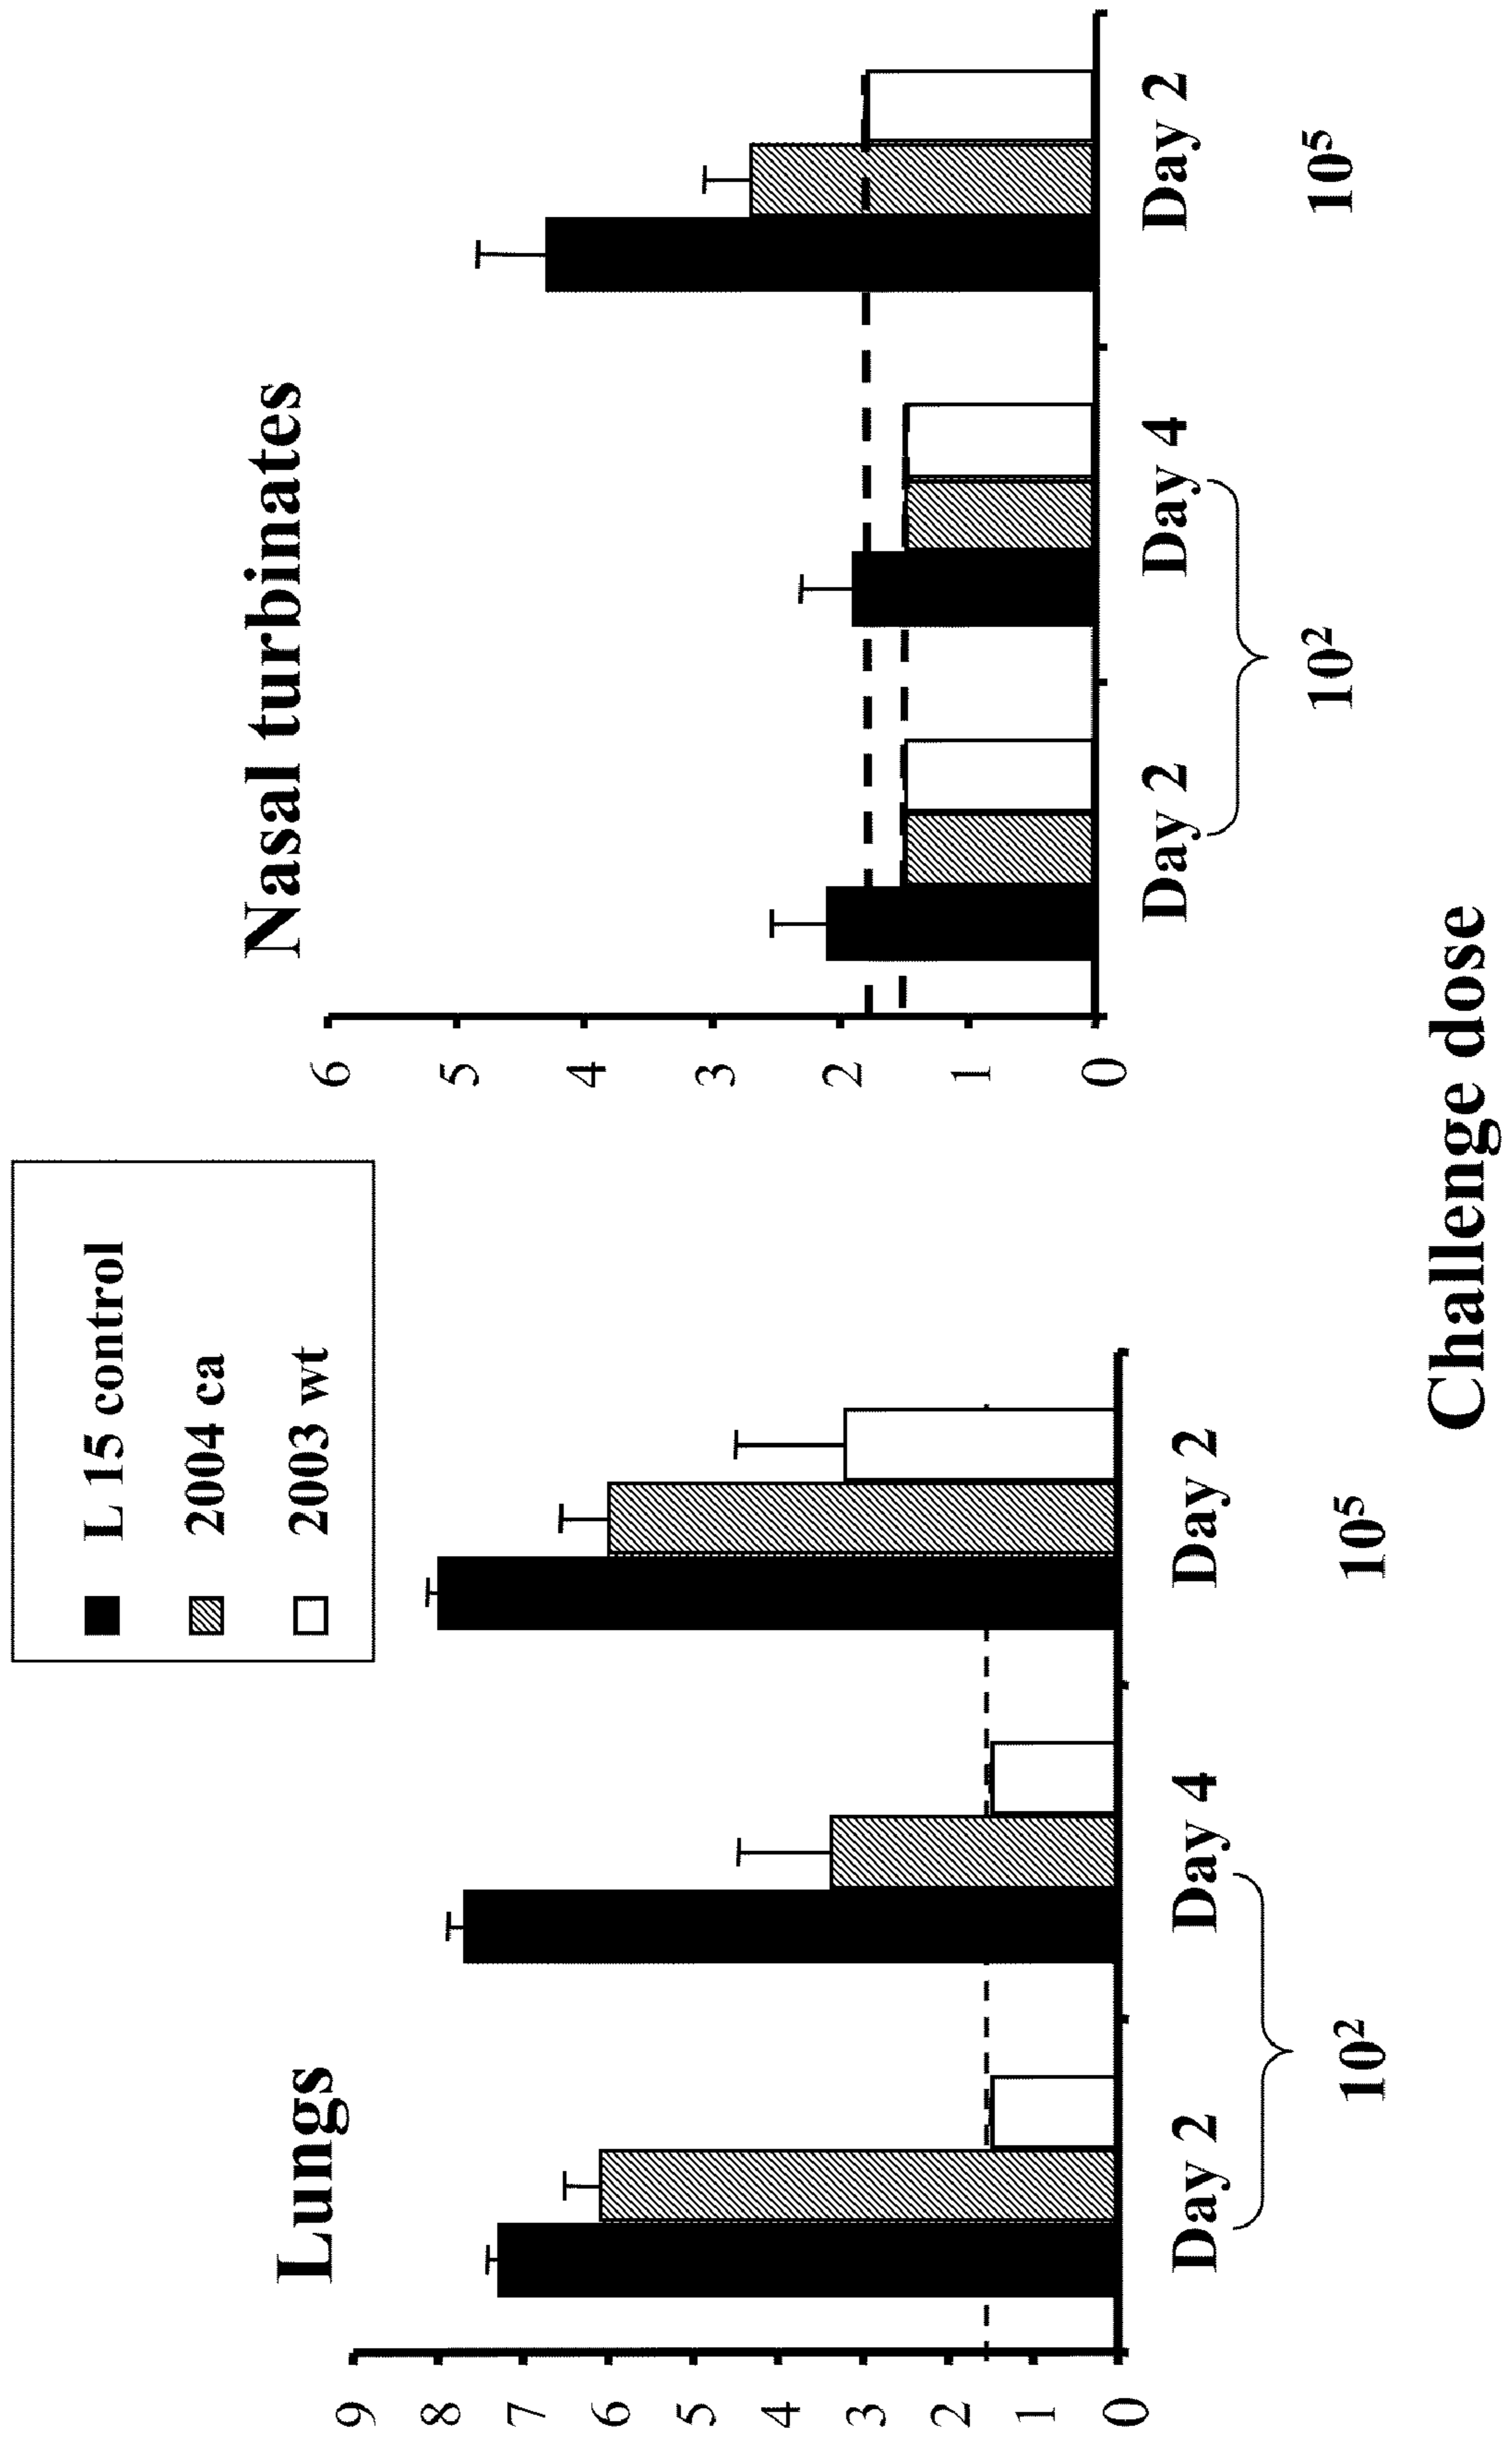 L 15 control
2004 ca
2003 wt
Lungs
9
8
7
6
5
4
3
2
1
0
Day 2
Day 4
Day 2
10²
10⁵
Nasal turbinates
6
5
4
3
2
1
0
Day 2
Day 4
Day 2
10²
10⁵
Challenge dose